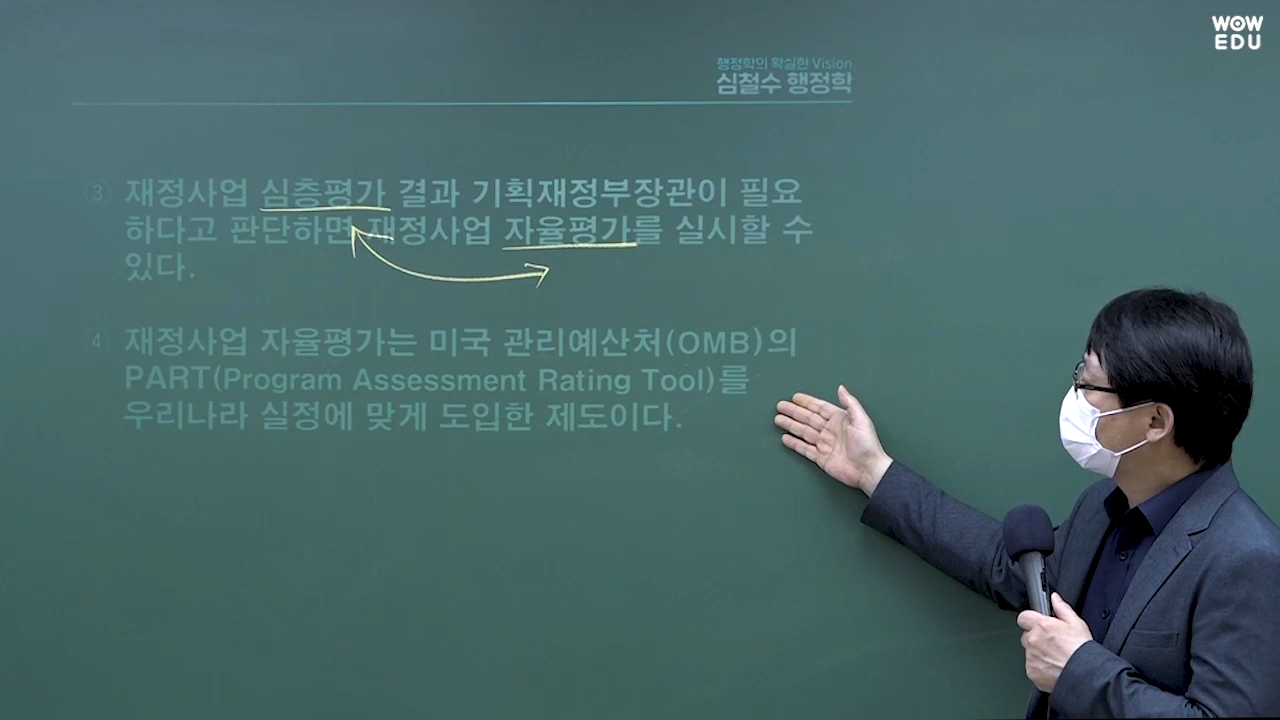 WOW
EDU
행정학의 확실한 Vision
심철수 행정학
③ 재정사업 심층평가 결과 기획재정부장관이 필요
하다고 판단하면 재정사업 자율평가를 실시할 수
있다.
④ 재정사업 자율평가는 미국 관리예산처(OMB)의
PART(Program Assessment Rating Tool)를
우리나라 실정에 맞게 도입한 제도이다.